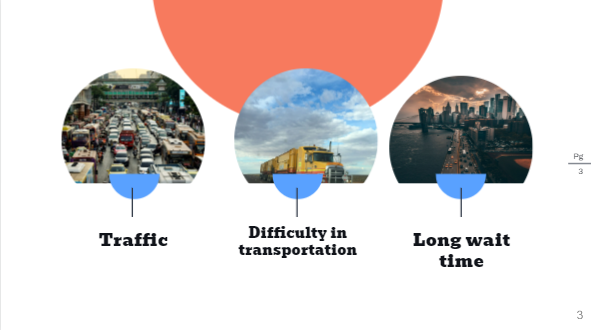 Pg
3
Traffic
Difficulty in
transportation
Long wait
time
3